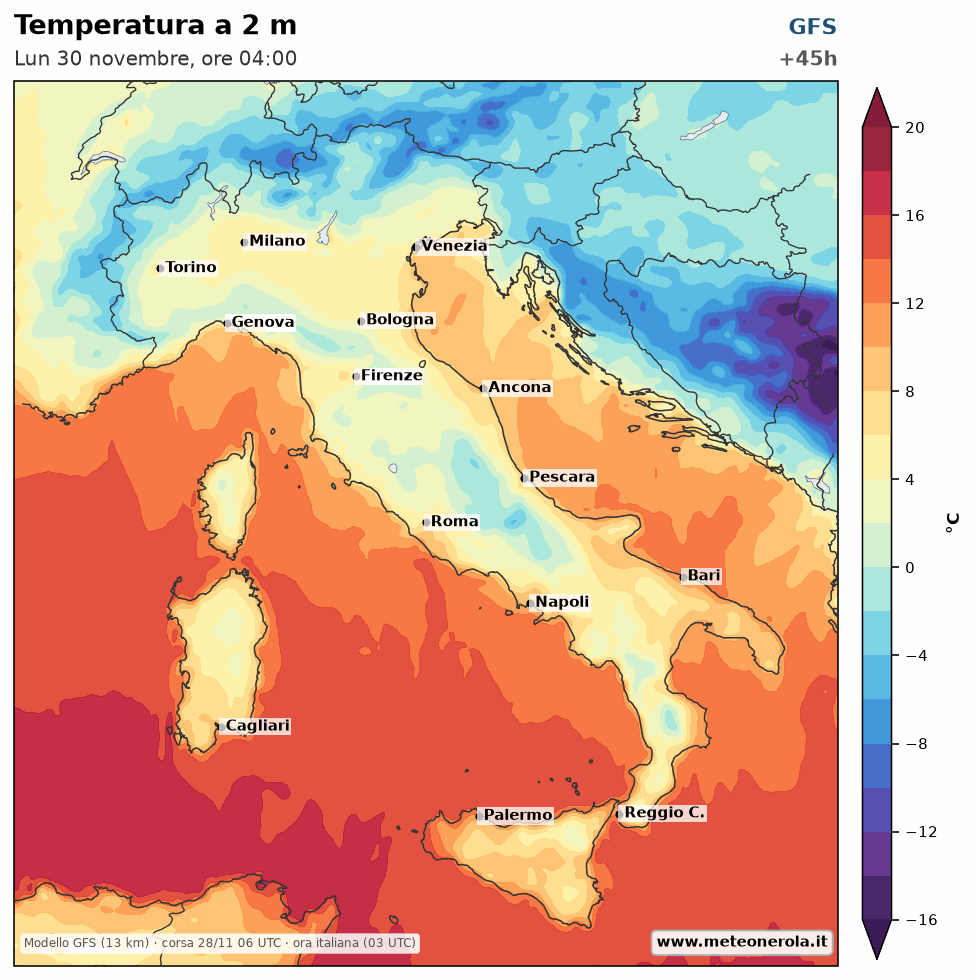 Temperatura a 2 m
GFS
Lun 30 novembre, ore 04:00
+45h
Milano
Venezia
Torino
Genova
Bologna
Firenze
Ancona
Pescara
Roma
Bari
Napoli
Cagliari
Palermo
Reggio C.
20
16
12
8
4
0
−4
−8
−12
−16
°C
Modello GFS (13 km) · corsa 28/11 06 UTC · ora italiana (03 UTC)
www.meteonerola.it